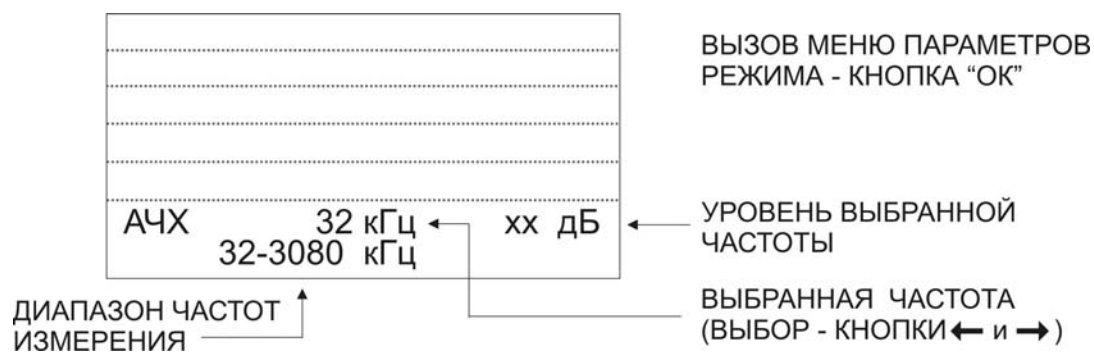 ВЫЗОВ МЕНЮ ПАРАМЕТРОВ
РЕЖИМА - КНОПКА “ОК”
АЧХ 32 кГц хх дБ
32-3080 кГц
УРОВЕНЬ ВЫБРАННОЙ
ЧАСТОТЫ
ДИАПАЗОН ЧАСТОТ
ИЗМЕРЕНИЯ
ВЫБРАННАЯ ЧАСТОТА
(ВЫБОР - КНОПКИ ← и →)